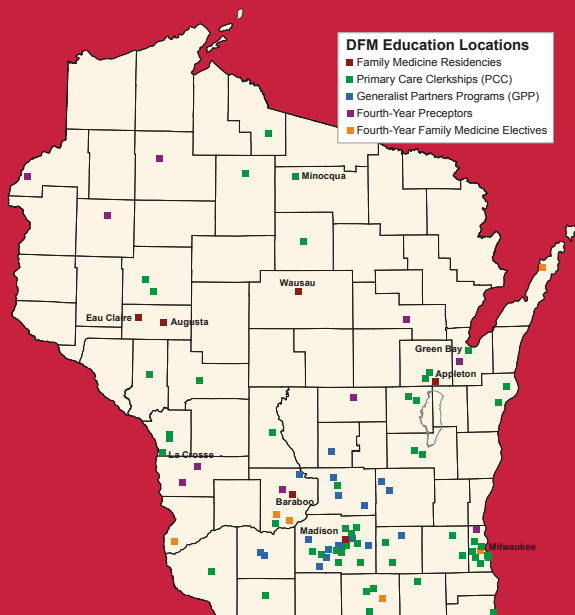 DFM Education Locations
Family Medicine Residencies
Primary Care Clerkships (PCC)
Generalist Partners Programs (GPP)
Fourth-Year Preceptors
Fourth-Year Family Medicine Electives
Minocqua
Wausau
Eau Claire
Augusta
Green Bay
Appleton
La Crosse
Baraboo
Madison
Milwaukee